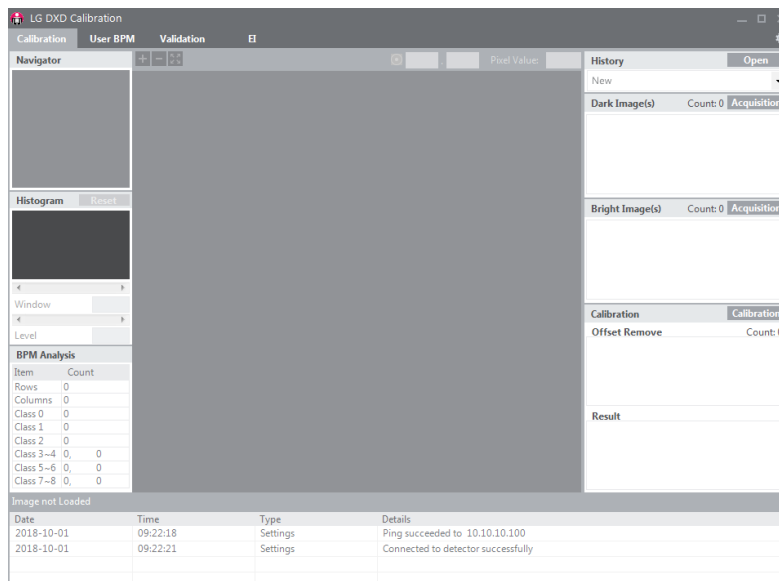 LG DXD Calibration
Calibration User BPM Validation EI
Navigator
Pixel Value:
History Open
New
Dark Image(s) Count: 0 Acquisition
Histogram Reset
Bright Image(s) Count: 0 Acquisition
Window
Level
Calibration Calibration
Offset Remove Count: 0
BPM Analysis
Item Count
Rows 0
Columns 0
Class 0 0
Class 1 0
Class 2 0
Class 3~4 0, 0
Class 5~6 0, 0
Class 7~8 0, 0
Result
Image not Loaded
Date Time Type Details
2018-10-01 09:22:18 Settings Ping succeeded to 10.10.10.100
2018-10-01 09:22:21 Settings Connected to detector successfully